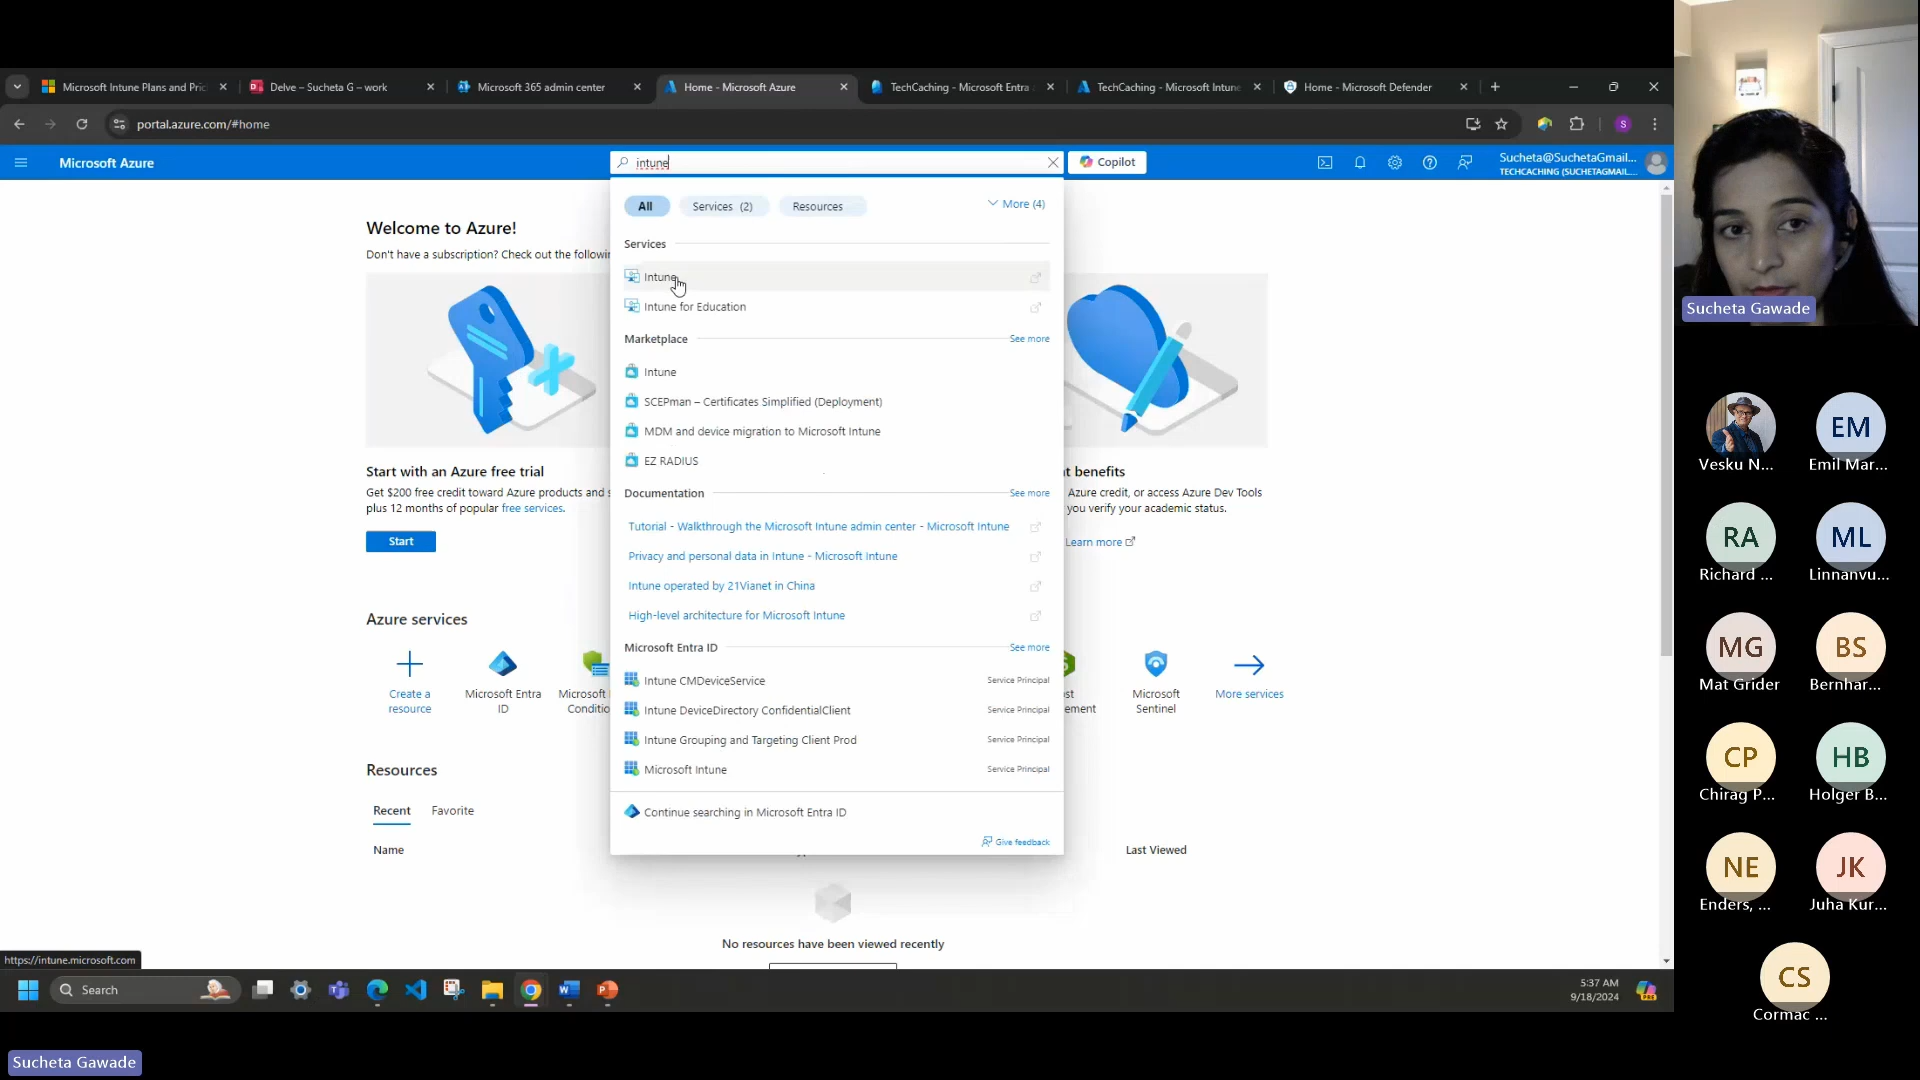 Microsoft Intune Plans and Pric
Delve – Sucheta G – work
Microsoft 365 admin center
Home - Microsoft Azure
TechCaching - Microsoft Entra
TechCaching - Microsoft Intune
Home - Microsoft Defender
portal.azure.com/#home
S
Microsoft Azure
intune
Copilot
Sucheta@SuchetaGmail...
TECHCACHING (SUCHETAGMAIL....
All
Services (2)
Resources
More (4)
Welcome to Azure!
Don't have a subscription? Check out the followin
Services
Intune
Intune for Education
Marketplace
See more
Intune
SCEPman – Certificates Simplified (Deployment)
MDM and device migration to Microsoft Intune
EZ RADIUS
Documentation
See more
Tutorial - Walkthrough the Microsoft Intune admin center - Microsoft Intune
Privacy and personal data in Intune - Microsoft Intune
Intune operated by 21Vianet in China
High-level architecture for Microsoft Intune
Microsoft Entra ID
See more
Intune CMDeviceService
Service Principal
Intune DeviceDirectory ConfidentialClient
Service Principal
Intune Grouping and Targeting Client Prod
Service Principal
Microsoft Intune
Service Principal
Continue searching in Microsoft Entra ID
Give feedback
Start with an Azure free trial
Get $200 free credit toward Azure products and s
plus 12 months of popular free services.
Start
t benefits
Azure credit, or access Azure Dev Tools
you verify your academic status.
Learn more
Azure services
Create a
resource
Microsoft Entra
ID
Microsoft
Conditio
st
ement
Microsoft
Sentinel
More services
Resources
Recent
Favorite
Name
Last Viewed
No resources have been viewed recently
https://intune.microsoft.com
Search
5:37 AM
9/18/2024
Sucheta Gawade
Sucheta Gawade
Vesku N...
EM
Emil Mar...
RA
Richard ...
ML
Linnanvu...
MG
Mat Grider
BS
Bernhar...
CP
Chirag P...
HB
Holger B...
NE
Enders, ...
JK
Juha Kur...
CS
Cormac ...